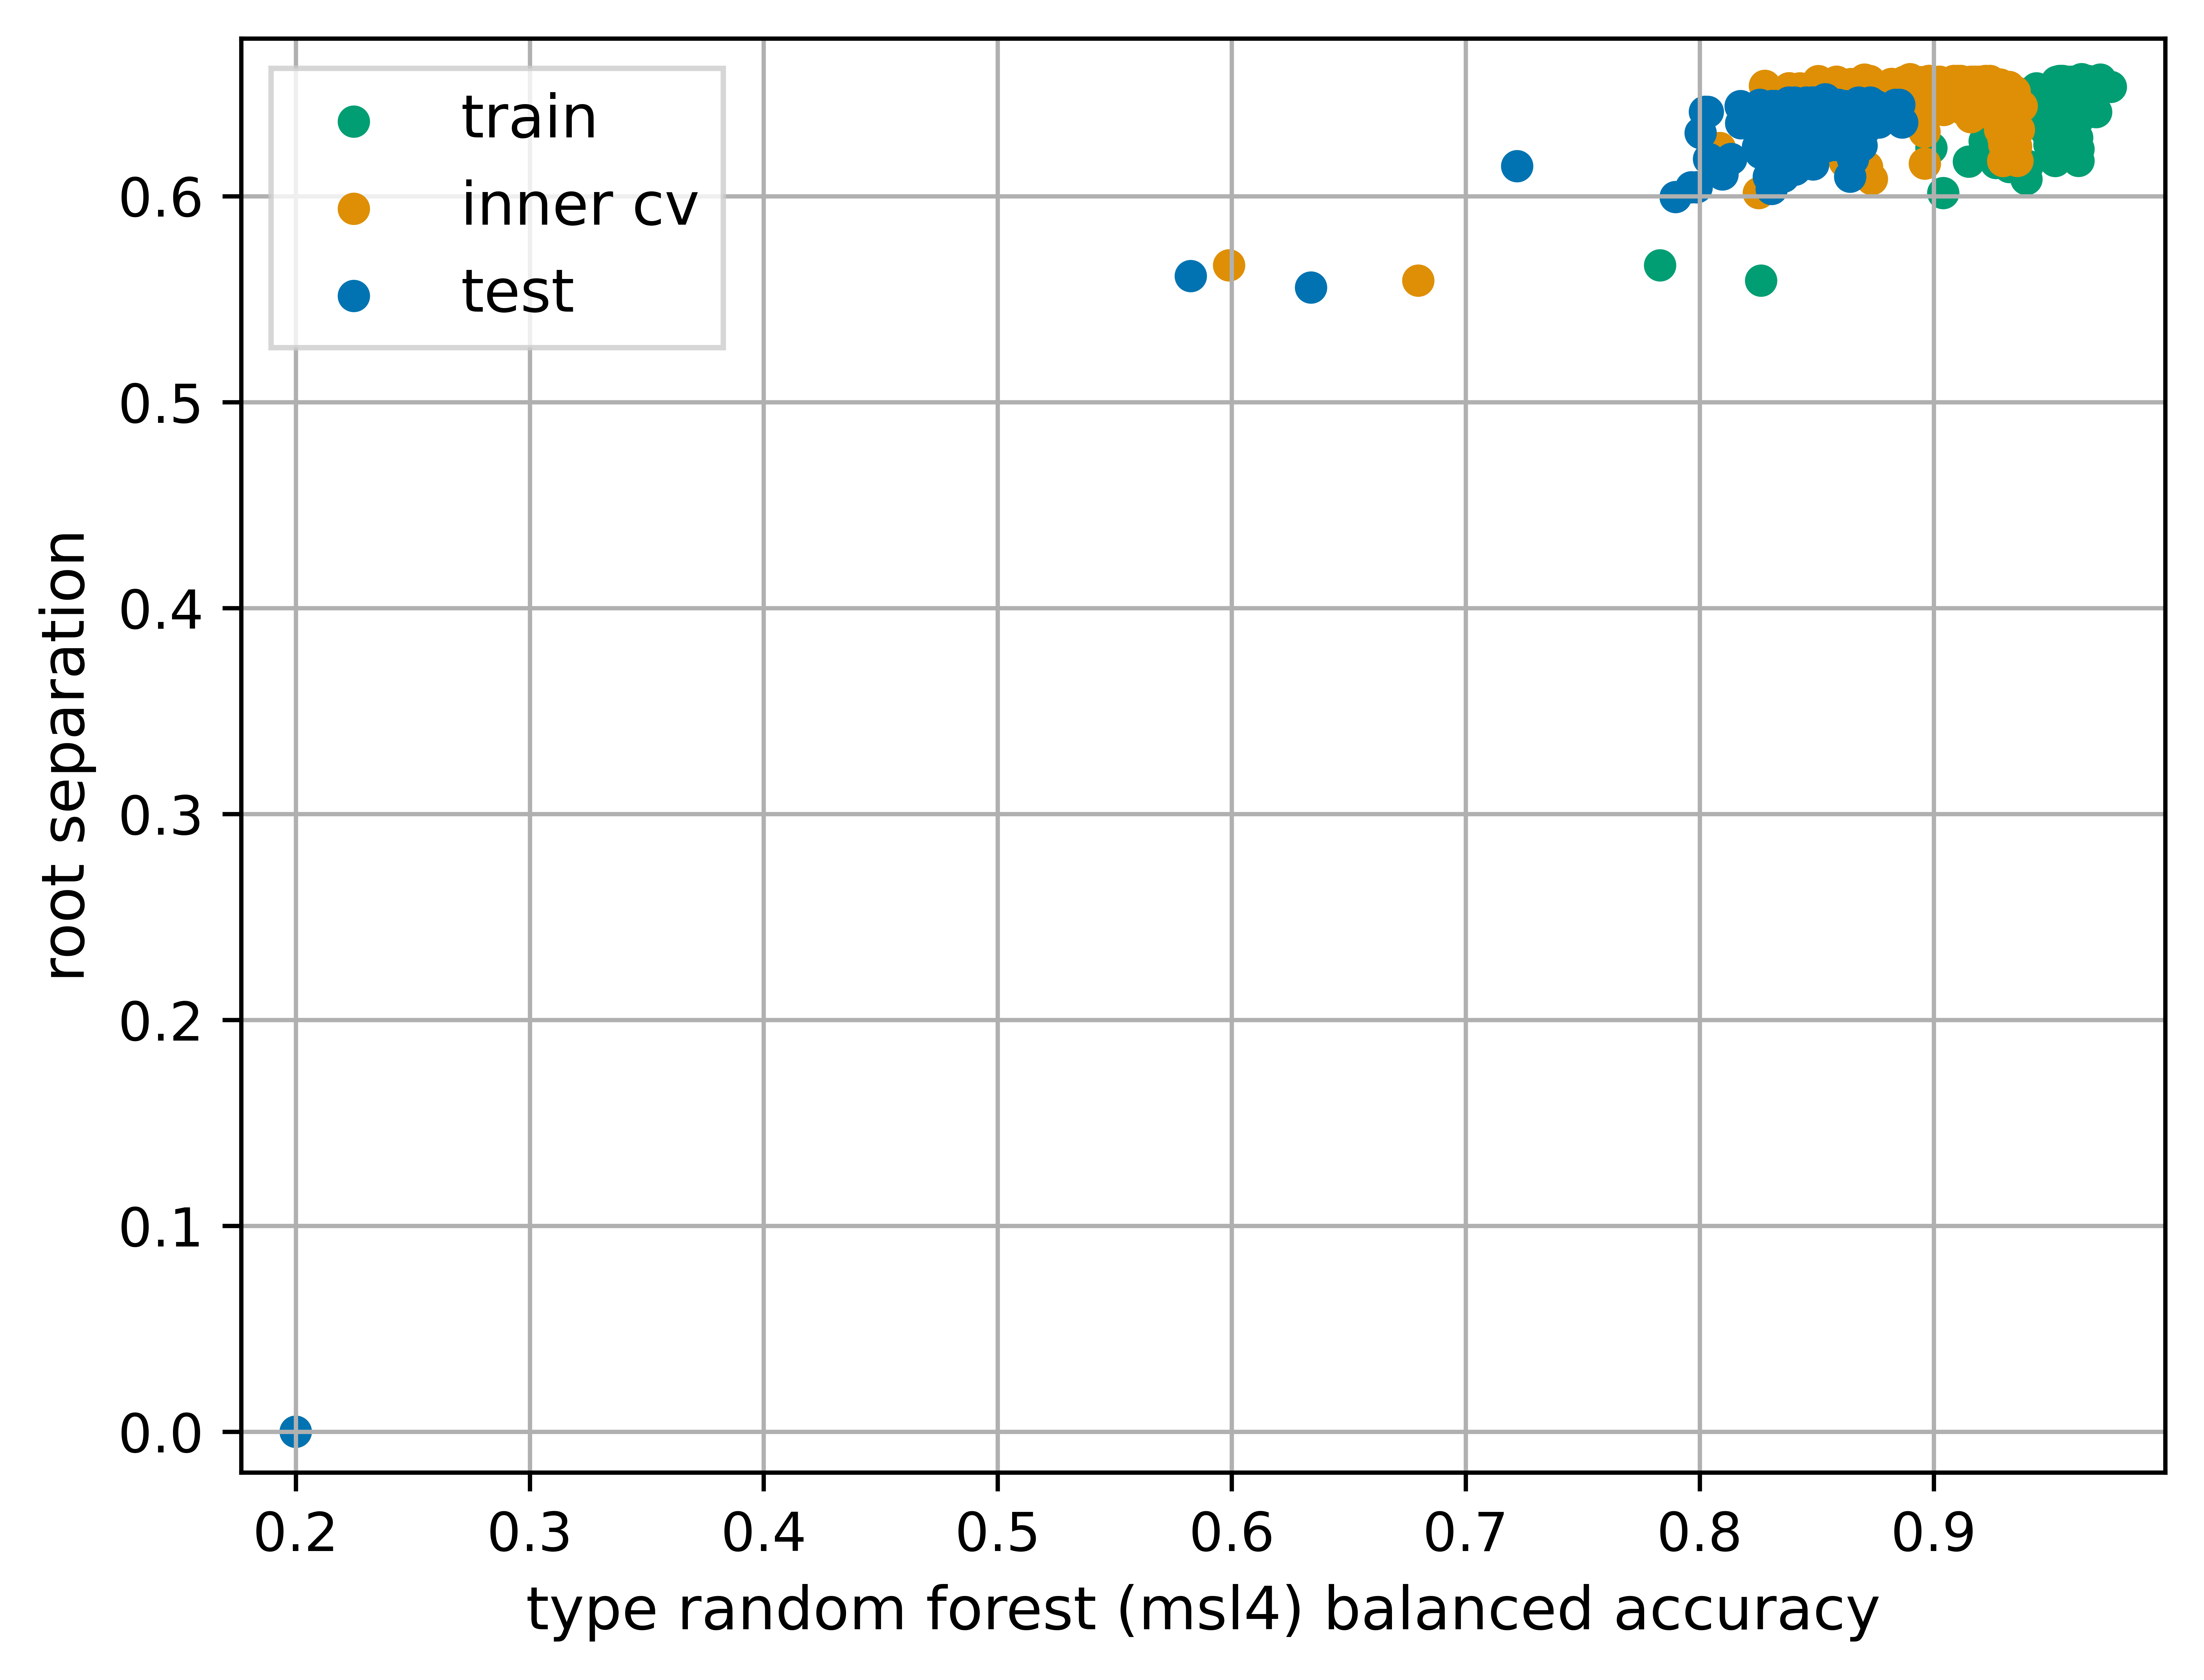 train
inner cv
test
root separation
0.6
0.5
0.4
0.3
0.2
0.1
0.0
0.2 0.3 0.4 0.5 0.6 0.7 0.8 0.9
type random forest (msl4) balanced accuracy